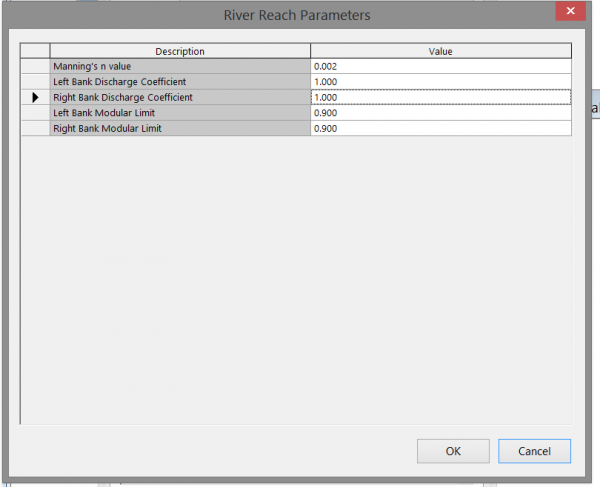 River Reach Parameters
Description Value
Manning's n value 0.002
Left Bank Discharge Coefficient 1.000
Right Bank Discharge Coefficient 1.000
Left Bank Modular Limit 0.900
Right Bank Modular Limit 0.900
OK Cancel